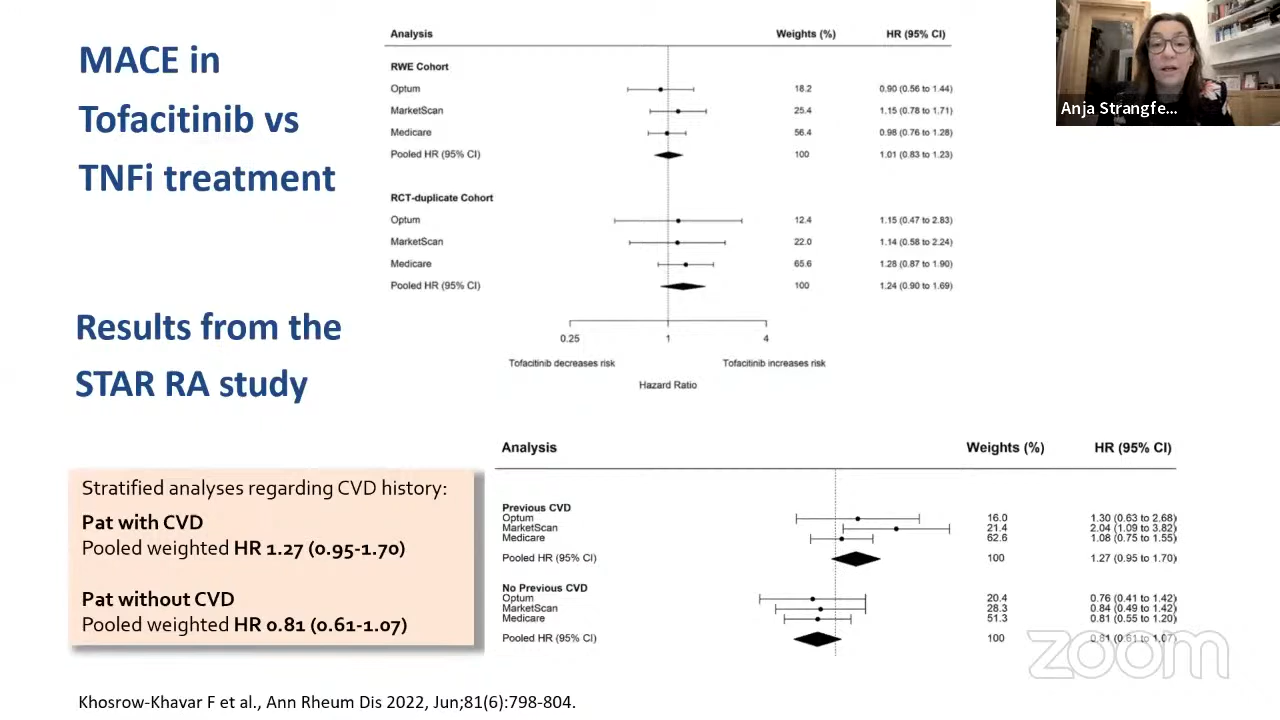 MACE in
Tofacitinib vs
TNFi treatment
Results from the
STAR RA study
Analysis Weights (%) HR (95% CI)
RWE Cohort
Optum 18.2 0.90 (0.56 to 1.44)
MarketScan 25.4 1.15 (0.78 to 1.71)
Medicare 56.4 0.98 (0.76 to 1.28)
Pooled HR (95% CI) 100 1.01 (0.83 to 1.23)
RCT-duplicate Cohort
Optum 12.4 1.15 (0.47 to 2.83)
MarketScan 22.0 1.14 (0.58 to 2.24)
Medicare 65.6 1.28 (0.87 to 1.90)
Pooled HR (95% CI) 100 1.24 (0.90 to 1.69)
0.25 1 4
Tofacitinib decreases risk Tofacitinib increases risk
Hazard Ratio
Anja Strangfe...
Stratified analyses regarding CVD history:
Pat with CVD
Pooled weighted HR 1.27 (0.95-1.70)
Pat without CVD
Pooled weighted HR 0.81 (0.61-1.07)
Analysis Weights (%) HR (95% CI)
Previous CVD
Optum 16.0 1.30 (0.63 to 2.68)
MarketScan 21.4 2.04 (1.09 to 3.82)
Medicare 62.6 1.08 (0.75 to 1.55)
Pooled HR (95% CI) 100 1.27 (0.95 to 1.70)
No Previous CVD
Optum 20.4 0.76 (0.41 to 1.42)
MarketScan 28.3 0.84 (0.49 to 1.42)
Medicare 51.3 0.81 (0.55 to 1.20)
Pooled HR (95% CI) 100 0.81 (0.61 to 1.07)
zoom
Khosrow-Khavar F et al., Ann Rheum Dis 2022, Jun;81(6):798-804.